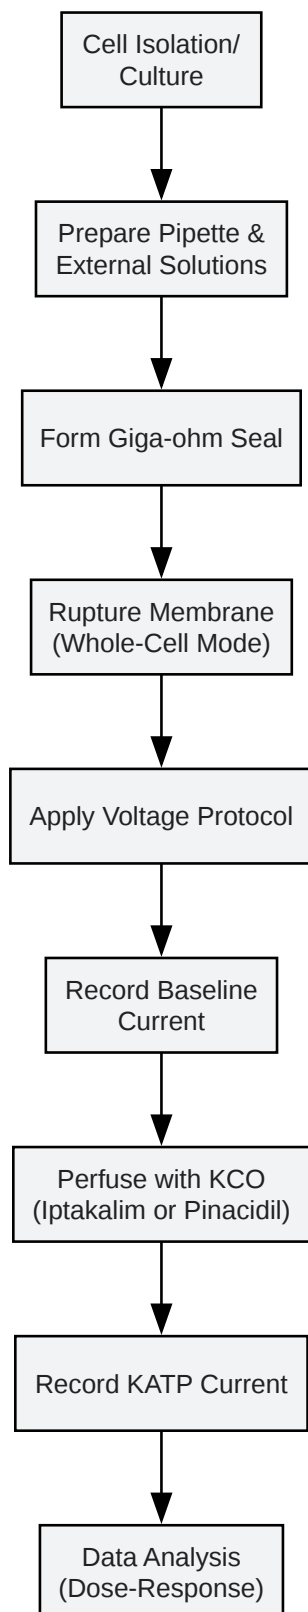 Cell Isolation/
Culture
Prepare Pipette &
External Solutions
Form Giga-ohm Seal
Rupture Membrane
(Whole-Cell Mode)
Apply Voltage Protocol
Record Baseline
Current
Perfuse with KCO
(Iptakalim or Pinacidil)
Record KATP Current
Data Analysis
(Dose-Response)